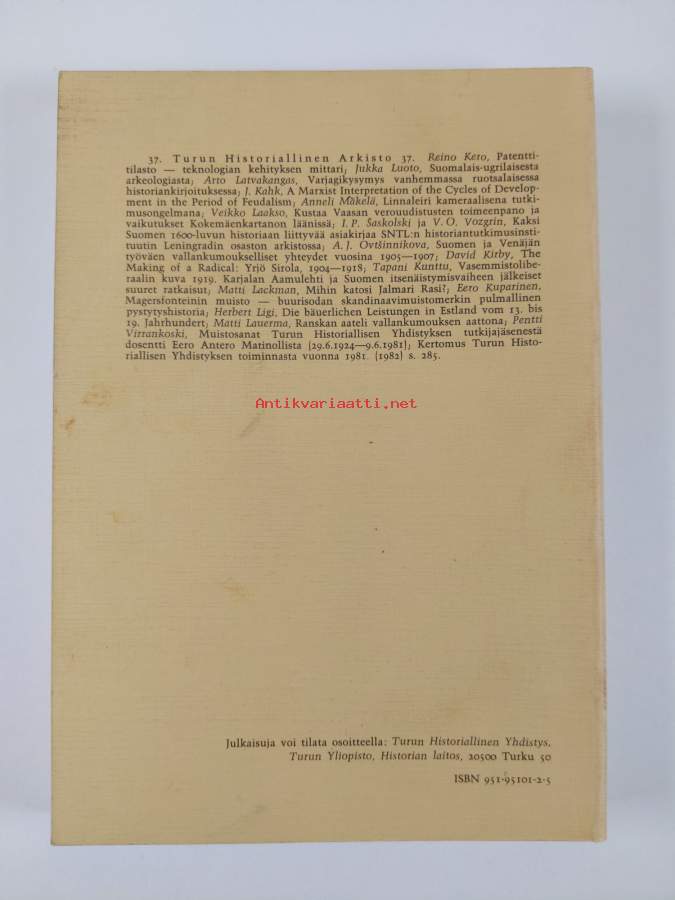 37. Turun Historiallinen Arkisto 37. Reino Kero, Patentti-
tilasto — teknologian kehityksen mittari; Jukka Luoto, Suomalais-ugrilaisesta
arkeologiasta; Arto Latvakangas, Varjagikysymys vanhemmassa ruotsalaisessa
historiankirjoituksessa; J. Kahk, A Marxist Interpretation of the Cycles of Develop-
ment in the Period of Feudalism; Anneli Mäkelä, Linnaleiri kameraalisena tutki-
musongelmana; Veikko Laakso, Kustaa Vaasan verouudistusten toimeenpano ja
vaikutukset Kokemäenkartanon läänissä; I. P. Šaskolski ja V. O. Vozgrin, Kaksi
Suomen 1600-luvun historiaan liittyvää asiakirjaa SNTL:n historiantutkimusinsti-
tuutin Leningradin osaston arkistossa; A. J. Ovtšinnikova, Suomen ja Venäjän
työväen vallankumoukselliset yhteydet vuosina 1905—1907; David Kirby, The
Making of a Radical: Yrjö Sirola, 1904—1918; Tapani Kunttu, Vasemmistolibe-
raalin kuva 1919. Karjalan Aamulehti ja Suomen itsenäistymisvaiheen jälkeiset
suuret ratkaisut; Matti Lackman, Mihin katosi Jalmari Rasi?; Eero Kuparinen,
Magersfonteinin muisto — buurisodan skandinaavimuistomerkin pulmallinen
pystytyshistoria; Herbert Ligi, Die bäuerlichen Leistungen in Estland vom 13. bis
19. Jahrhundert; Matti Lauerma, Ranskan aateli vallankumouksen aattona; Pentti
Virrankoski, Muistosanat Turun Historiallisen Yhdistyksen tutkijajäsenestä
dosentti Eero Antero Matinollista (29.6.1924—9.6.1981); Kertomus Turun Histo-
riallisen Yhdistyksen toiminnasta vuonna 1981. (1982) s. 285.
Antikvariaatti.net
Julkaisuja voi tilata osoitteella: Turun Historiallinen Yhdistys,
Turun Yliopisto, Historian laitos, 20500 Turku 50
ISBN 951-95101-2-5